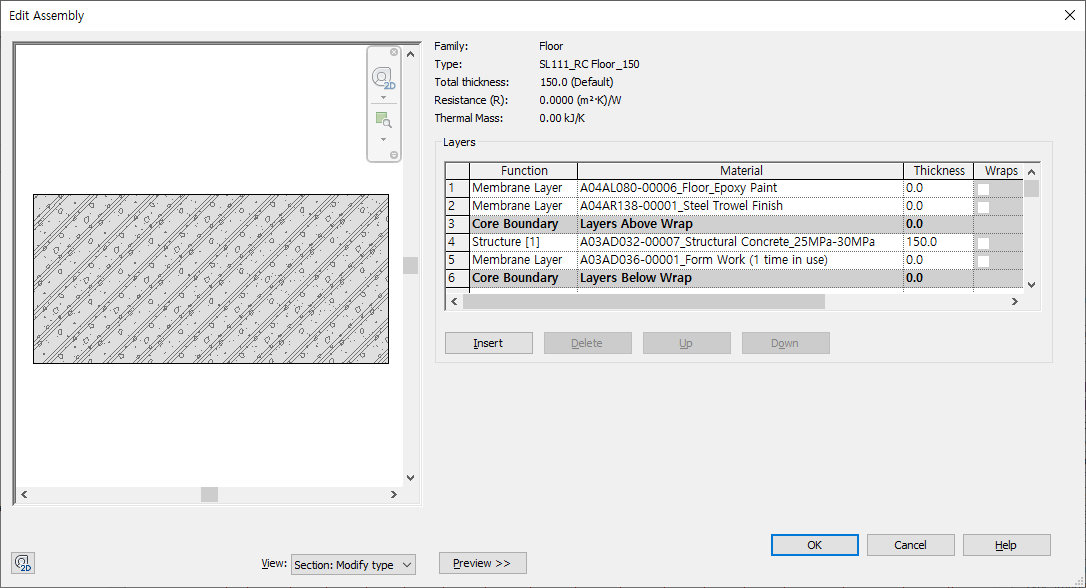 Edit Assembly
2D
Family: Floor
Type: SL111_RC Floor_150
Total thickness: 150.0 (Default)
Resistance (R): 0.0000 (m²·K)/W
Thermal Mass: 0.00 kJ/K
Layers
Function Material Thickness Wraps
1 Membrane Layer A04AL080-00006_Floor_Epoxy Paint 0.0
2 Membrane Layer A04AR138-00001_Steel Trowel Finish 0.0
3 Core Boundary Layers Above Wrap 0.0
4 Structure [1] A03AD032-00007_Structural Concrete_25MPa-30MPa 150.0
5 Membrane Layer A03AD036-00001_Form Work (1 time in use) 0.0
6 Core Boundary Layers Below Wrap 0.0
Insert Delete Up Down
OK Cancel Help
2D
View: Section: Modify type Preview >>